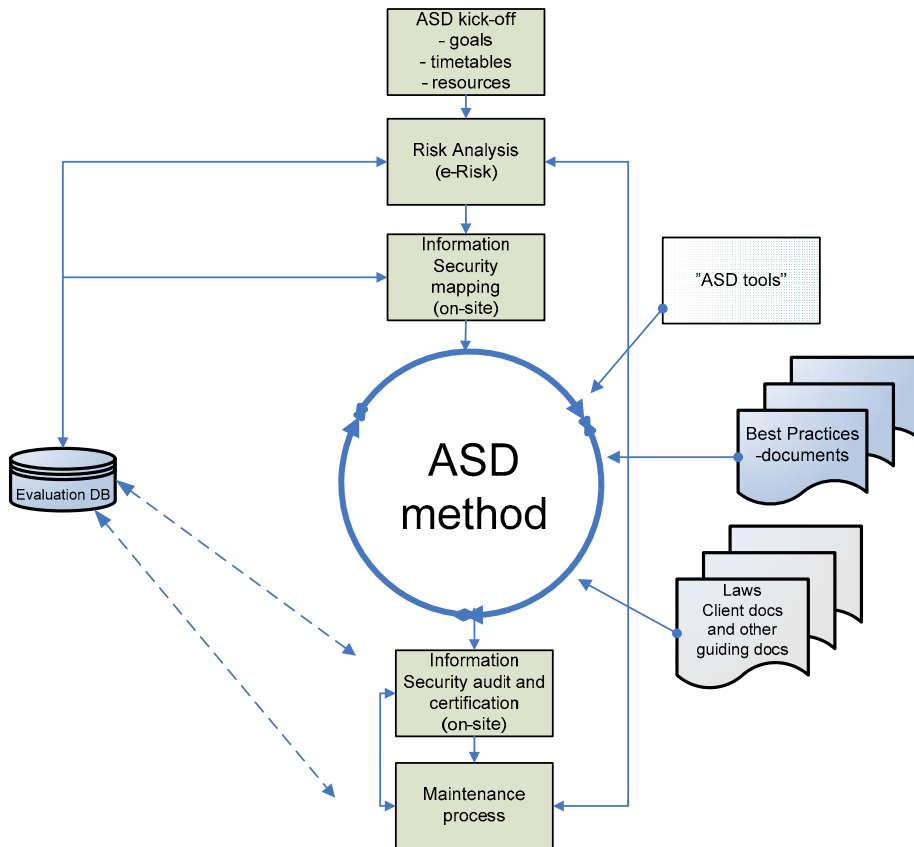 ASD kick-off
- goals
- timetables
- resources
Risk Analysis
(e-Risk)
Information
Security
mapping
(on-site)
"ASD tools"
Best Practices
-documents
ASD
method
Evaluation DB
Laws
Client docs
and other
guiding docs
Information
Security audit and
certification
(on-site)
Maintenance
process